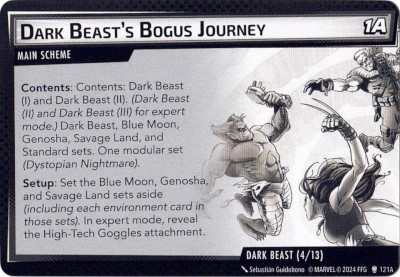 DARK BEAST'S BOGUS JOURNEY
1A
MAIN SCHEME
Contents: Contents: Dark Beast
(I) and Dark Beast (II). (Dark Beast
(II) and Dark Beast (III) for expert
mode.) Dark Beast, Blue Moon,
Genosha, Savage Land, and
Standard sets. One modular set
(Dystopian Nightmare).
Setup: Set the Blue Moon, Genosha,
and Savage Land sets aside
(including each environment card in
those sets). In expert mode, reveal
the High-Tech Goggles attachment.
DARK BEAST (4/13)
Sebastián Guidobono © MARVEL © 2024 FFG 121A